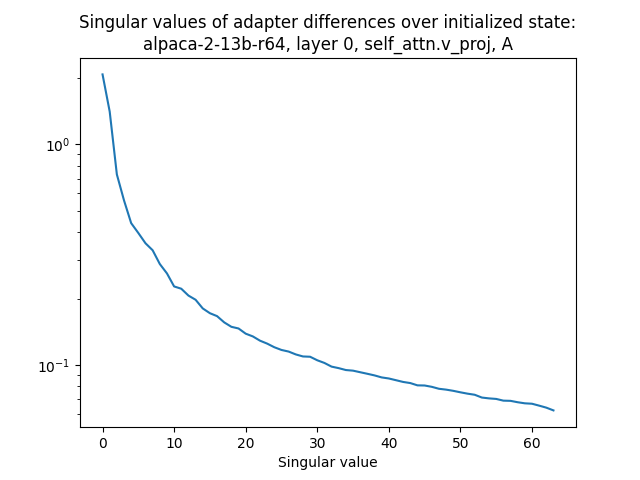 Singular values of adapter differences over initialized state:
alpaca-2-13b-r64, layer 0, self_attn.v_proj, A
10⁰
10⁻¹
0 10 20 30 40 50 60
Singular value